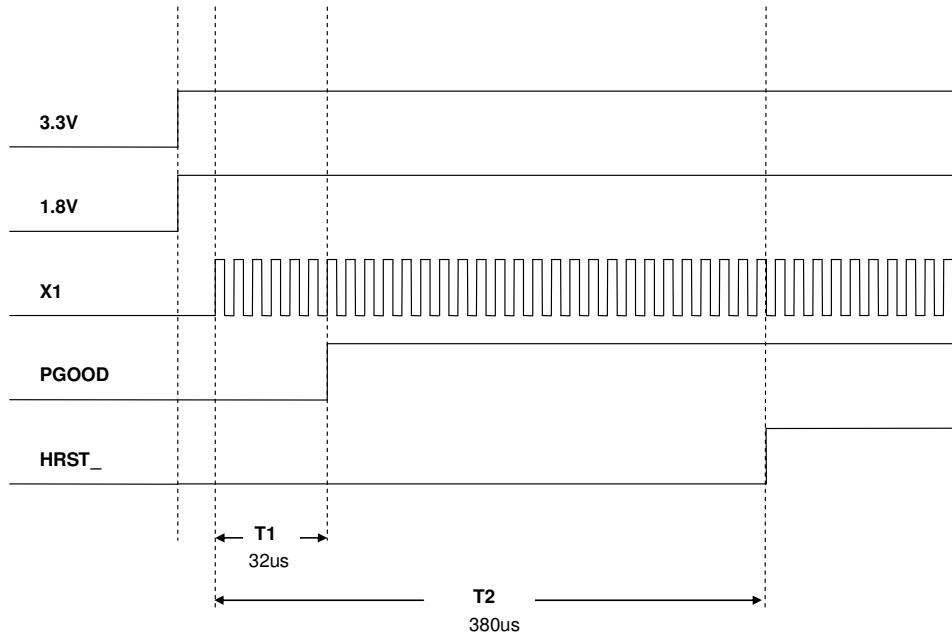 3.3V
1.8V
X1
PGOOD
HRST_
T1
32us
T2
380us